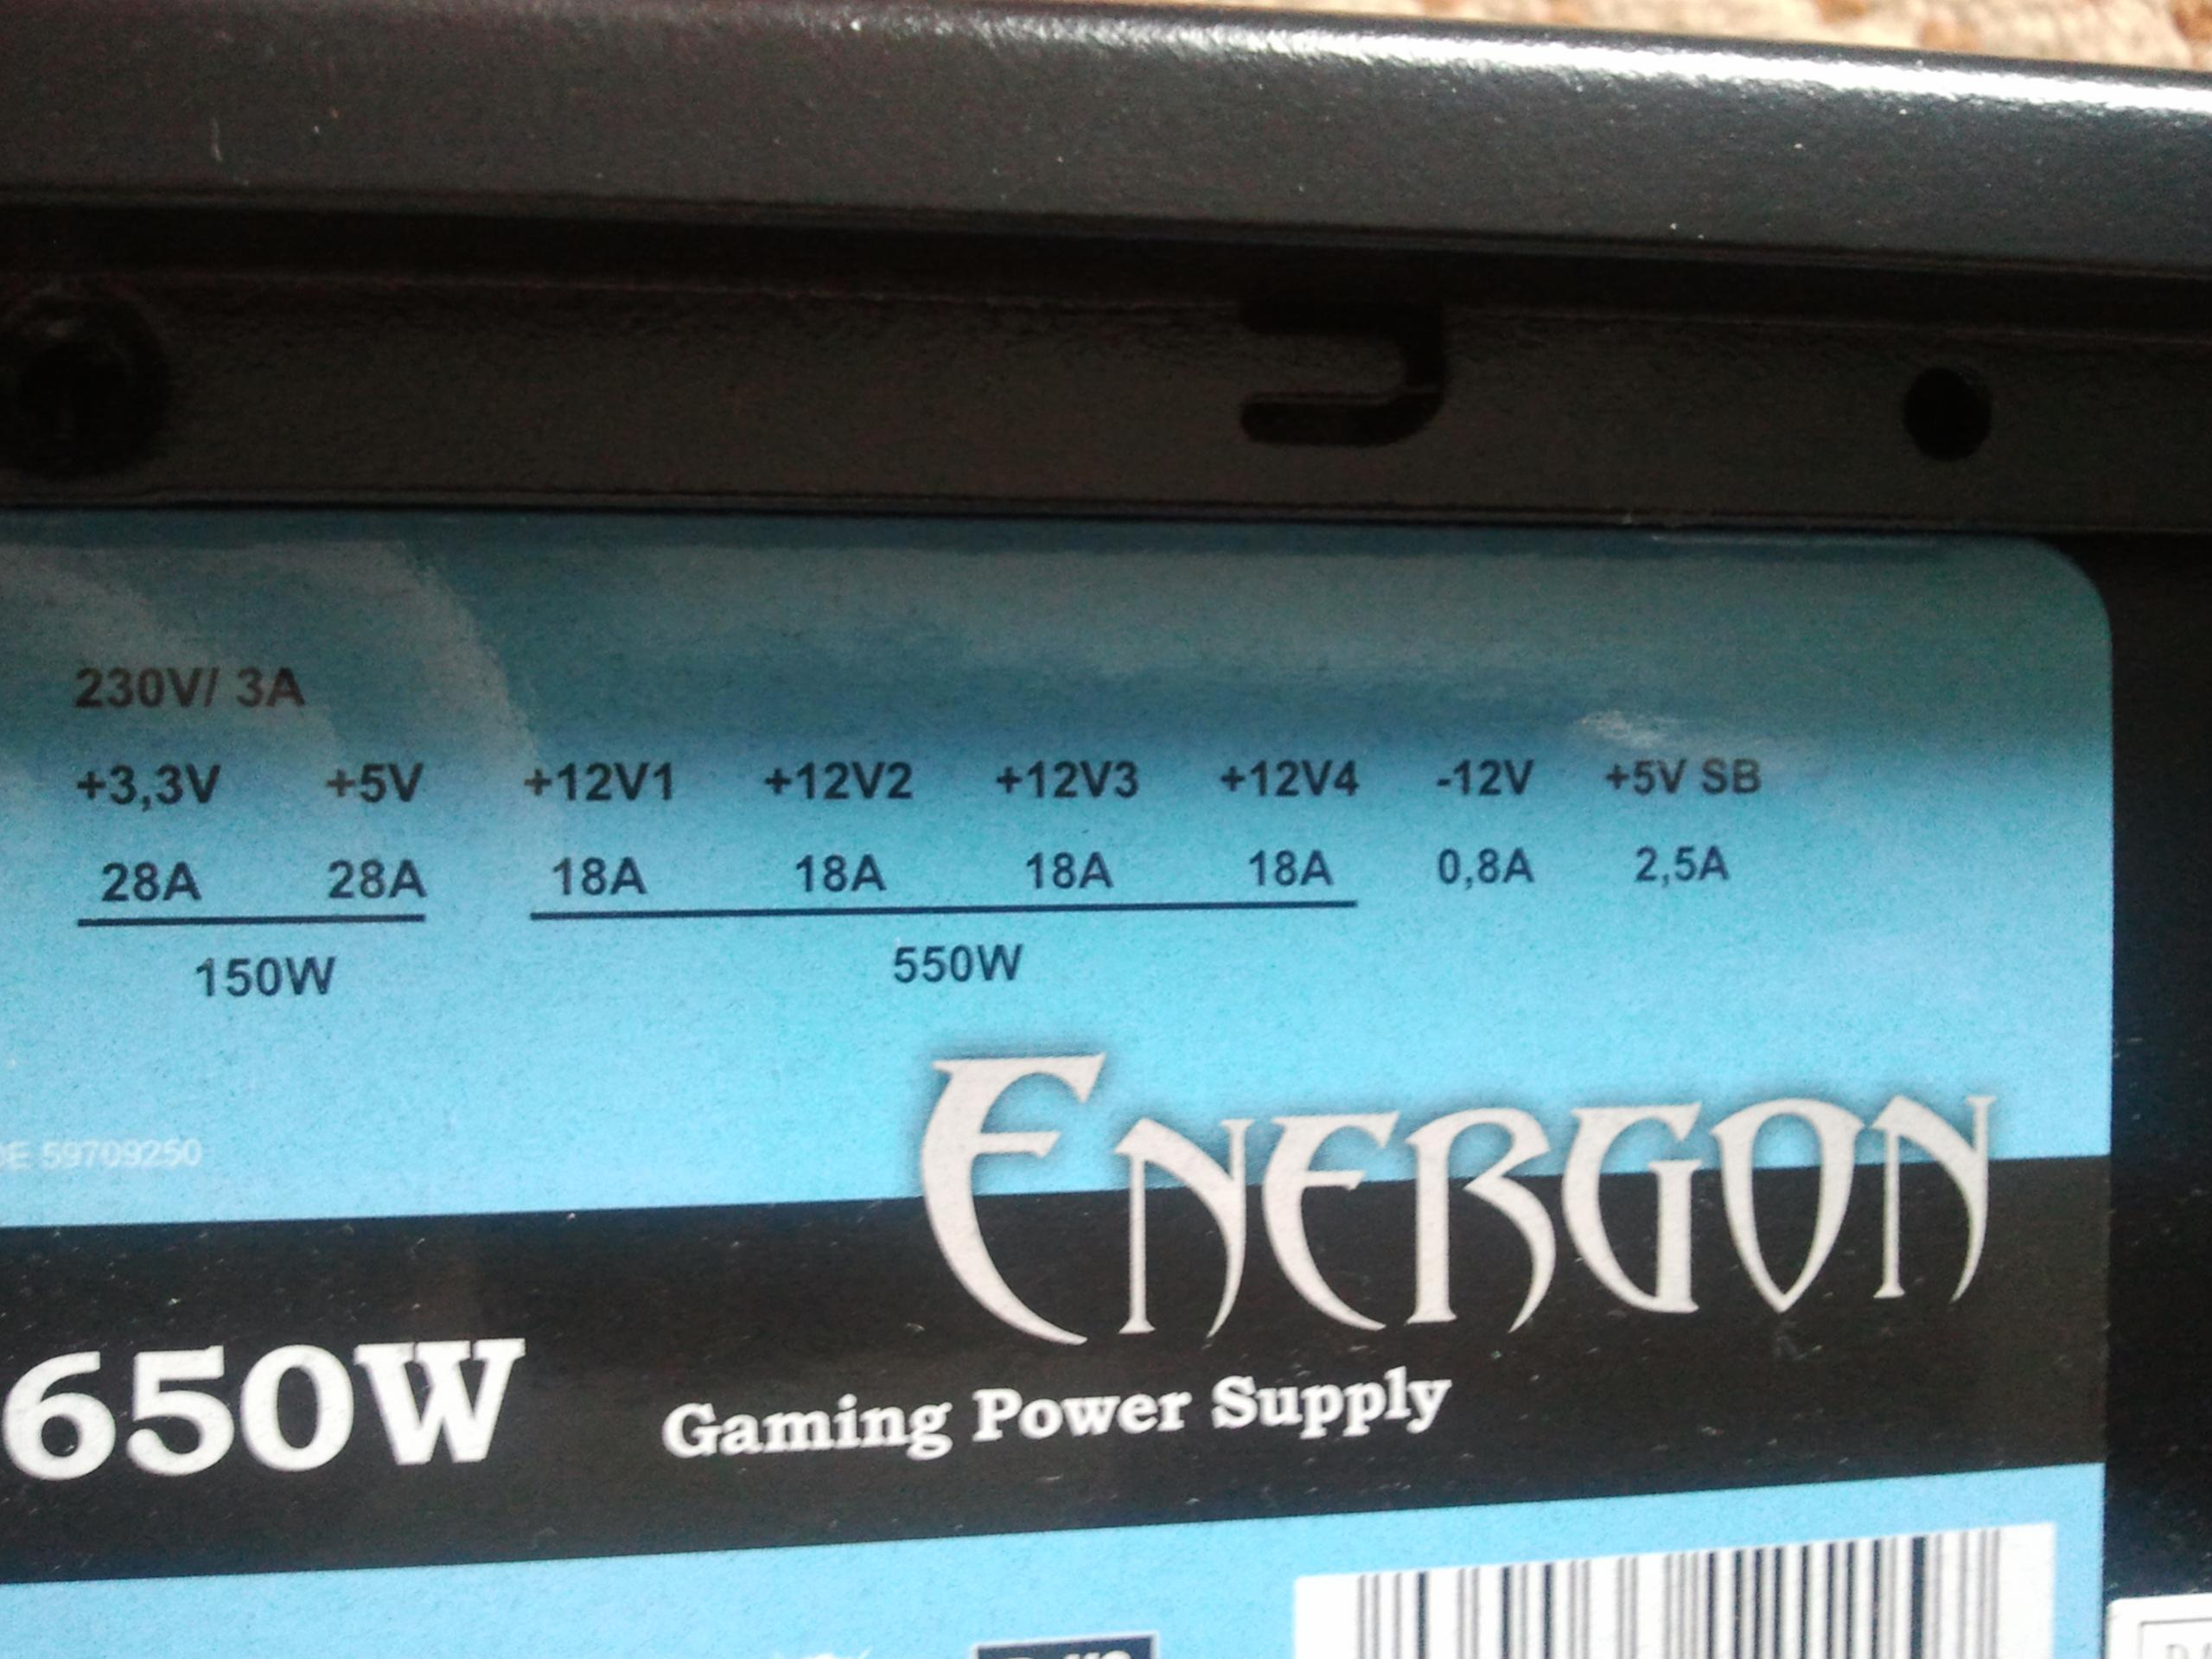 230V/ 3A
+3,3V +5V +12V1 +12V2 +12V3 +12V4 -12V +5V SB
28A 28A 18A 18A 18A 18A 0,8A 2,5A
150W 550W
59709250
ENERGON
650W Gaming Power Supply